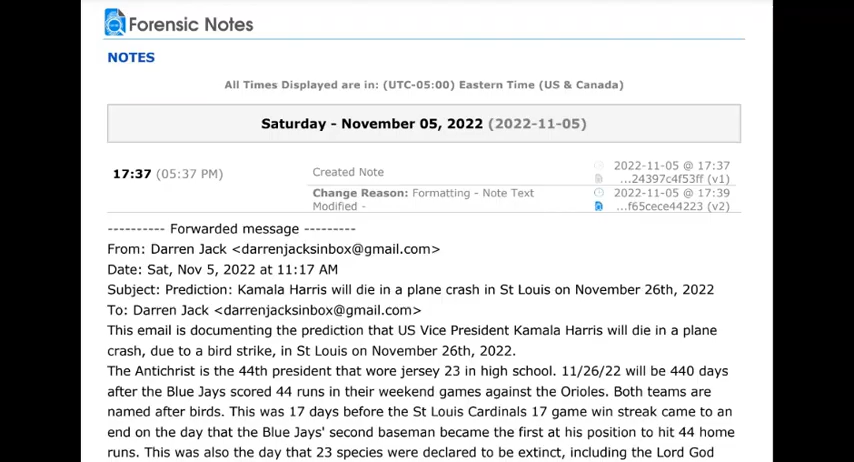 Forensic Notes
NOTES
All Times Displayed are in: (UTC-05:00) Eastern Time (US & Canada)
Saturday - November 05, 2022 (2022-11-05)
17:37 (05:37 PM)
Created Note
2022-11-05 @ 17:37
...24397c4f53ff (v1)
Change Reason: Formatting - Note Text
Modified -
2022-11-05 @ 17:39
...f65cece44223 (v2)
---------- Forwarded message ---------
From: Darren Jack <darrenjacksinbox@gmail.com>
Date: Sat, Nov 5, 2022 at 11:17 AM
Subject: Prediction: Kamala Harris will die in a plane crash in St Louis on November 26th, 2022
To: Darren Jack <darrenjacksinbox@gmail.com>
This email is documenting the prediction that US Vice President Kamala Harris will die in a plane
crash, due to a bird strike, in St Louis on November 26th, 2022.
The Antichrist is the 44th president that wore jersey 23 in high school. 11/26/22 will be 440 days
after the Blue Jays scored 44 runs in their weekend games against the Orioles. Both teams are
named after birds. This was 17 days before the St Louis Cardinals 17 game win streak came to an
end on the day that the Blue Jays' second baseman became the first at his position to hit 44 home
runs. This was also the day that 23 species were declared to be extinct, including the Lord God